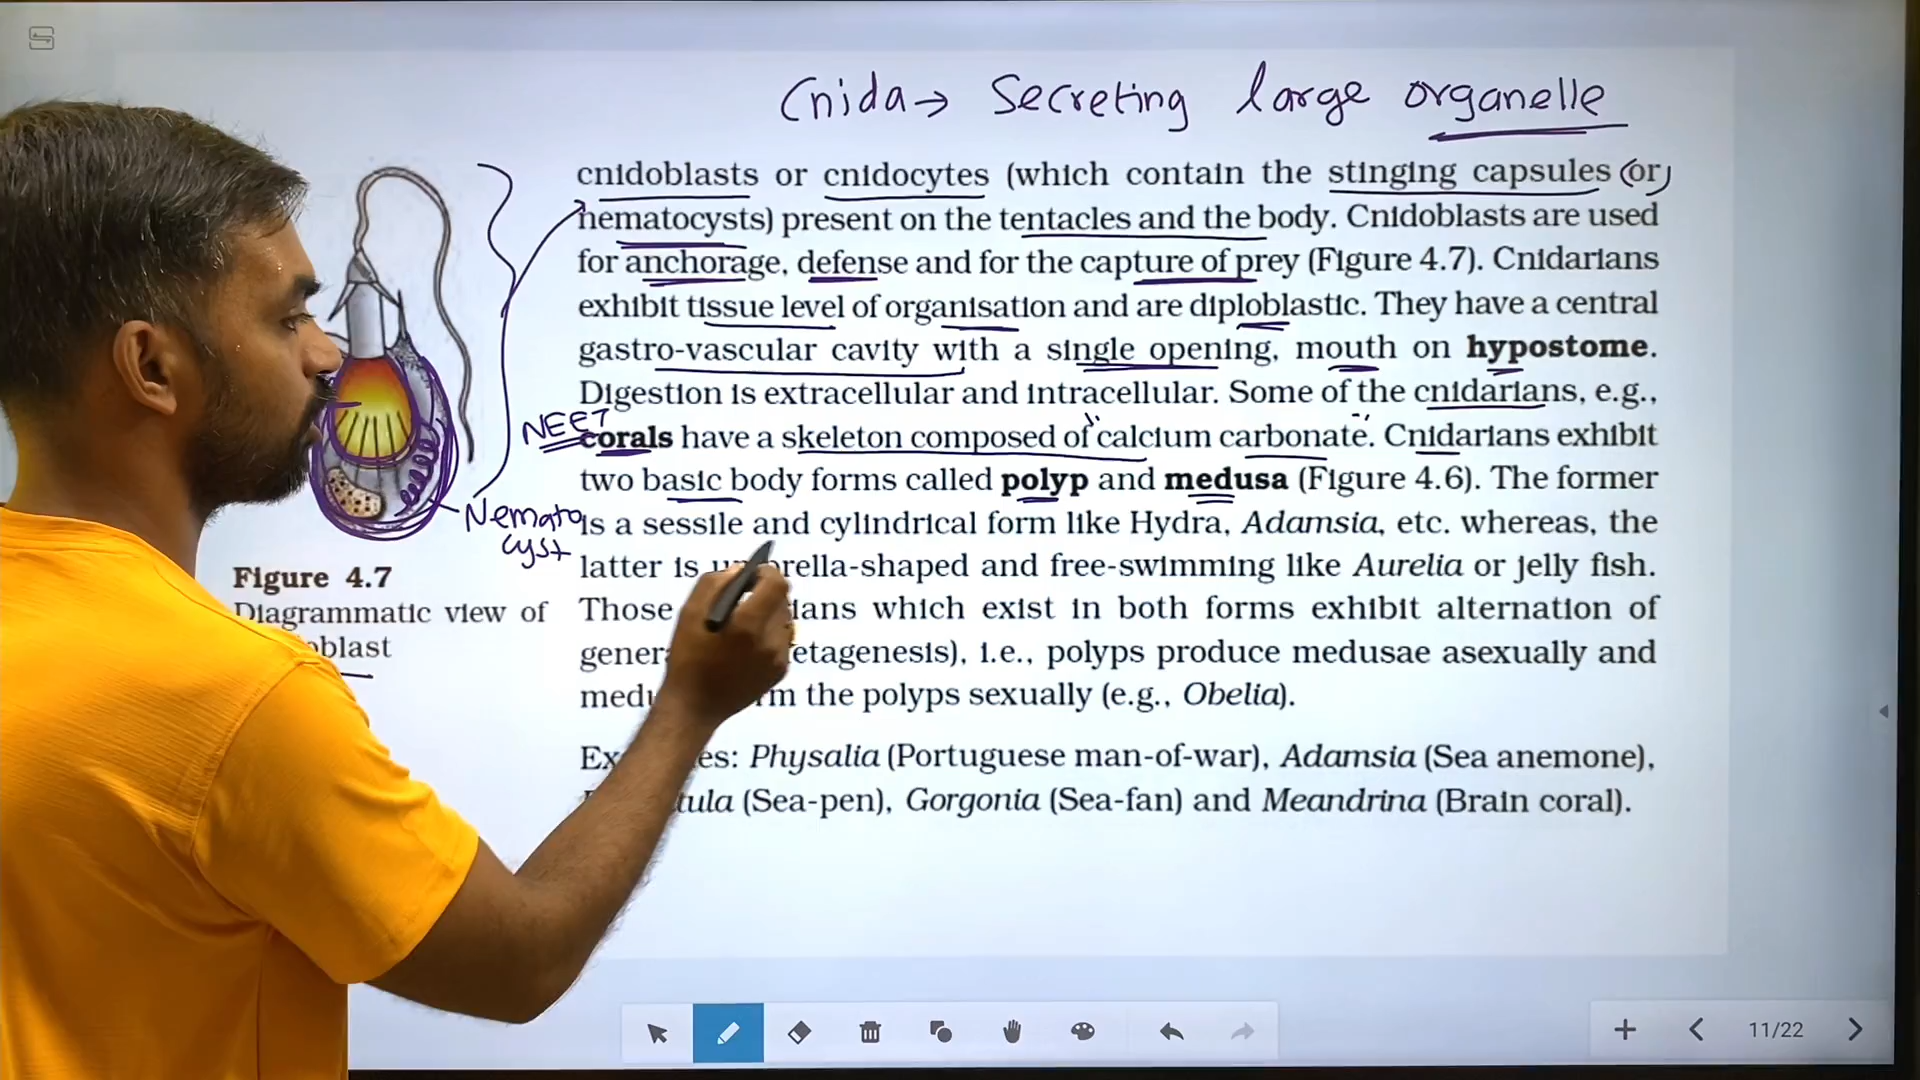 Cnida → Secreting large organelle
cnidoblasts or cnidocytes (which contain the stinging capsules (or)
nematocysts) present on the tentacles and the body. Cnidoblasts are used
for anchorage, defense and for the capture of prey (Figure 4.7). Cnidarians
exhibit tissue level of organisation and are diploblastic. They have a central
gastro-vascular cavity with a single opening, mouth on hypostome.
Digestion is extracellular and intracellular. Some of the cnidarians, e.g.,
NEET
corals have a skeleton composed of calcium carbonate. Cnidarians exhibit
two basic body forms called polyp and medusa (Figure 4.6). The former
is a sessile and cylindrical form like Hydra, Adamsia, etc. whereas, the
latter is rella-shaped and free-swimming like Aurelia or jelly fish.
Those ians which exist in both forms exhibit alternation of
gener etagenesis), i.e., polyps produce medusae asexually and
medu m the polyps sexually (e.g., Obelia).
Ex es: Physalia (Portuguese man-of-war), Adamsia (Sea anemone),
tula (Sea-pen), Gorgonia (Sea-fan) and Meandrina (Brain coral).
Nemato
cyst
Figure 4.7
Diagrammatic view of
oblast
11/22